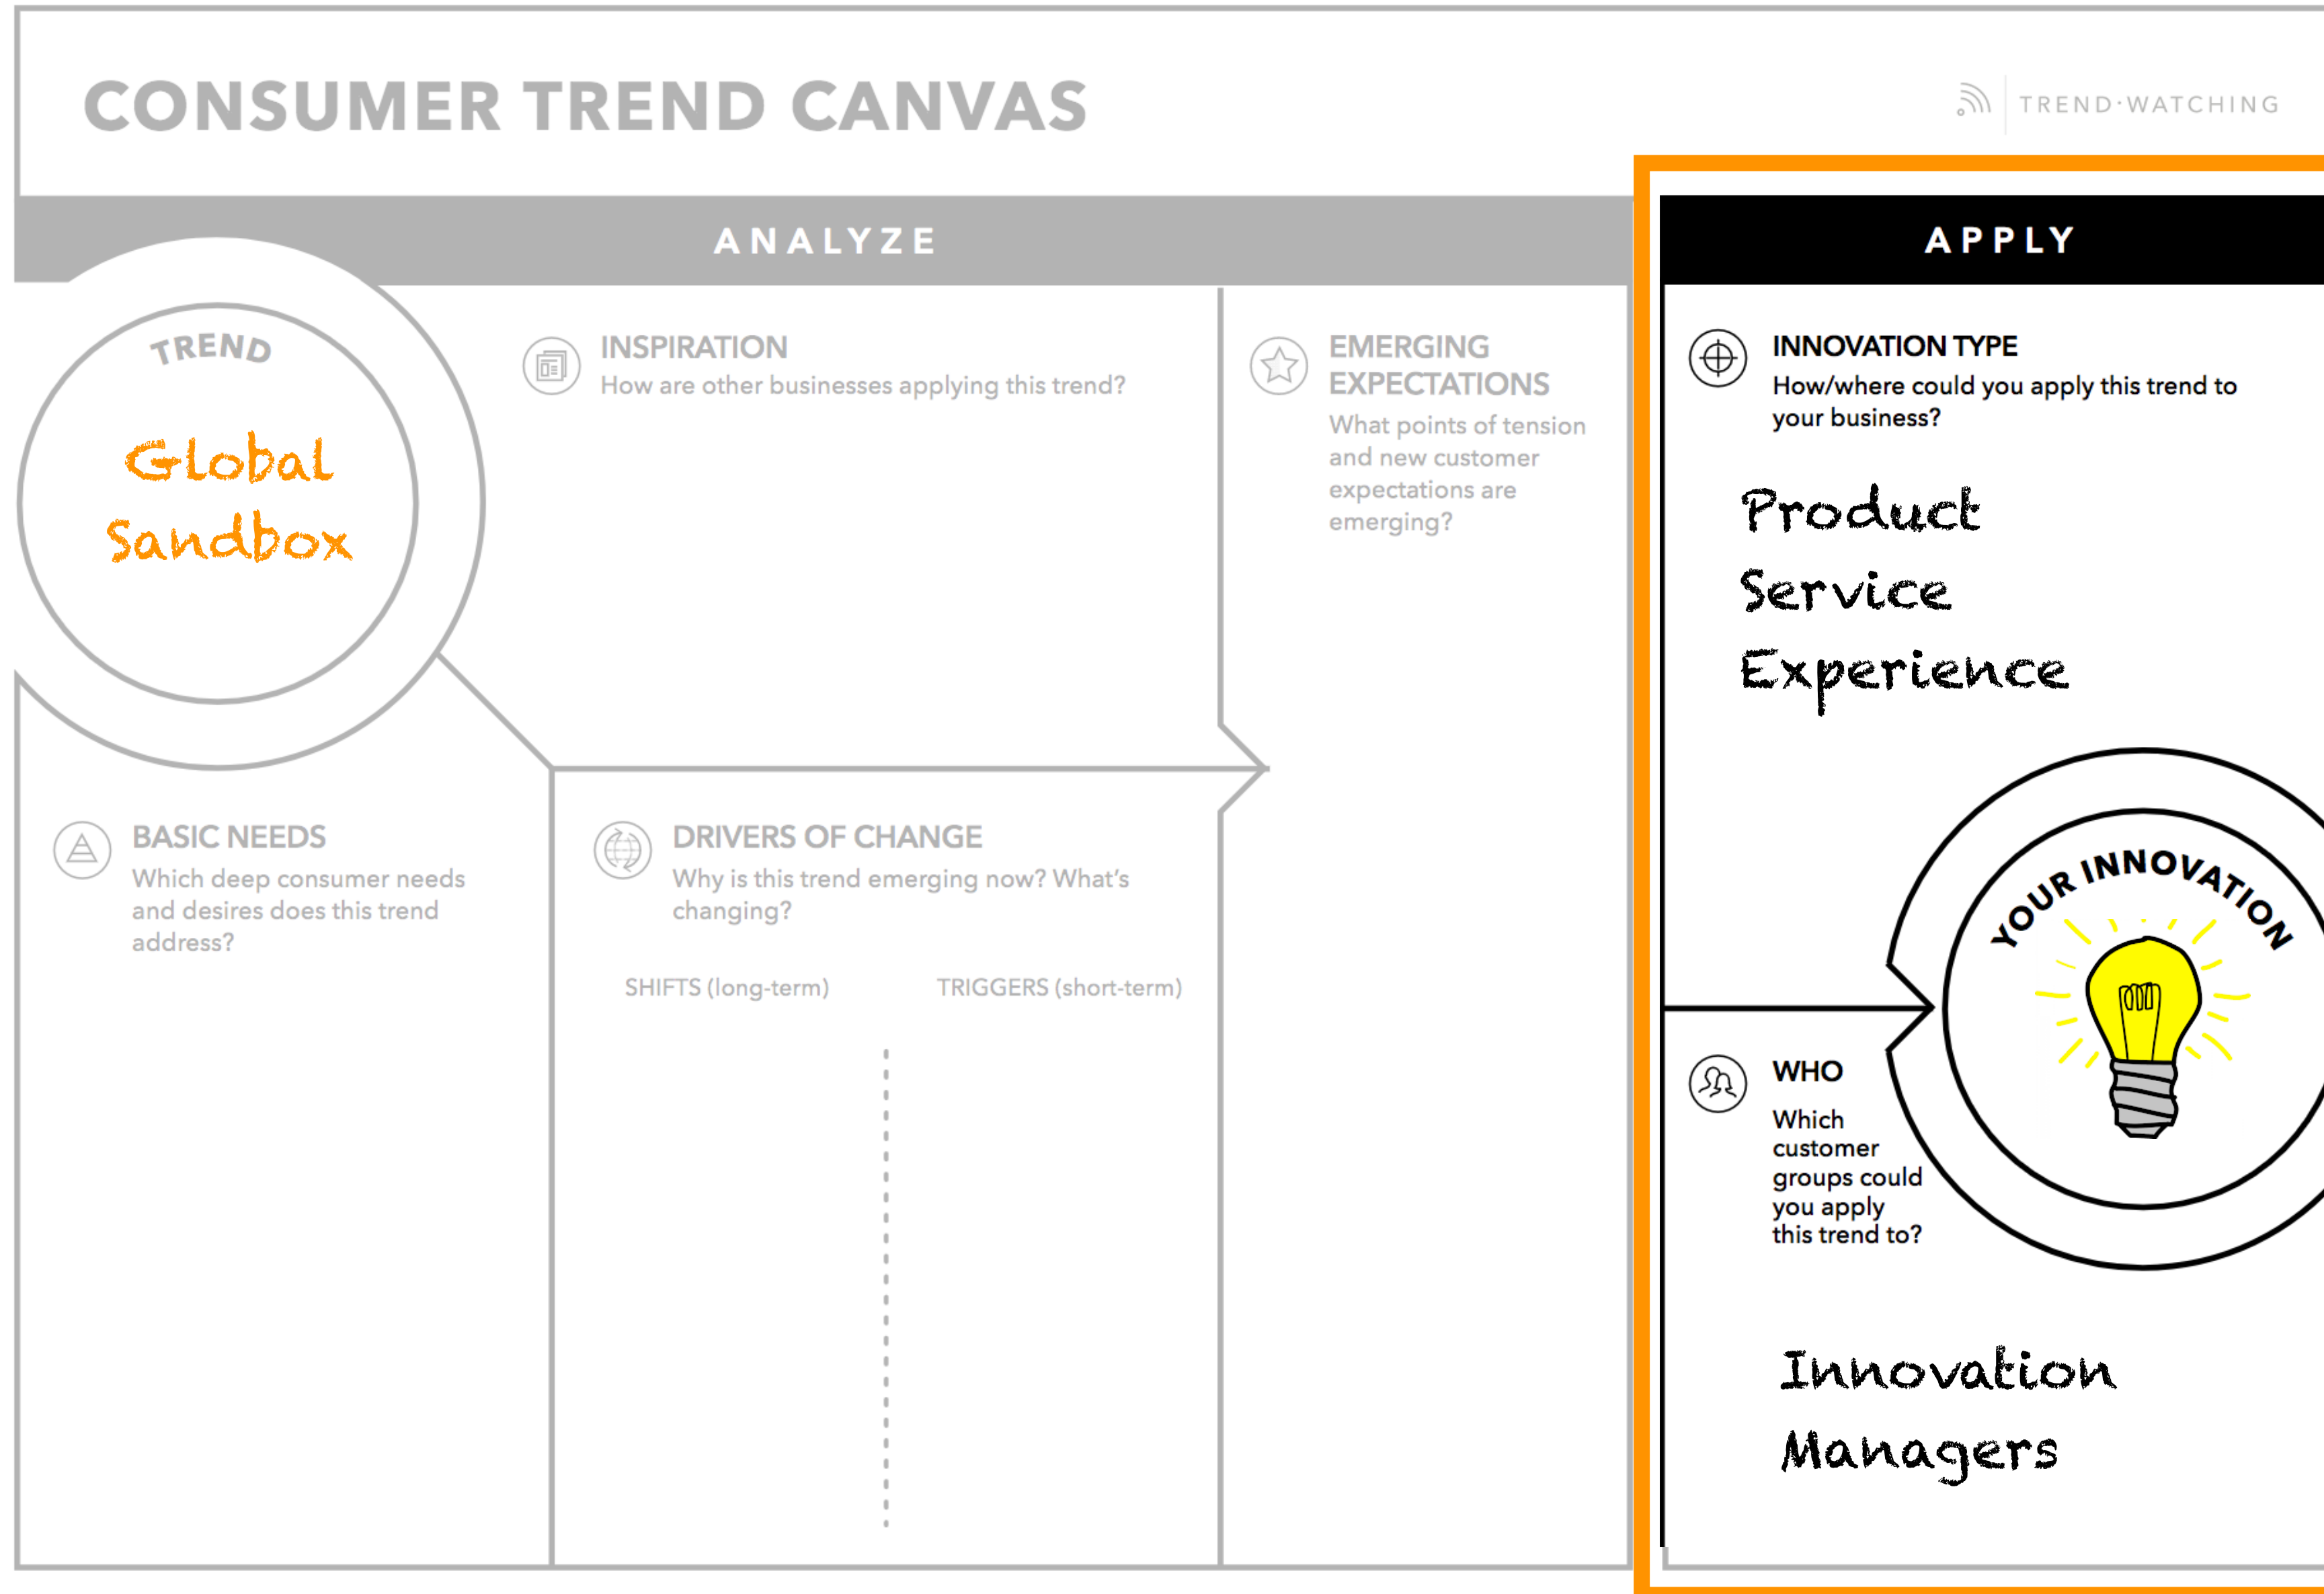 CONSUMER TREND CANVAS
TREND·WATCHING
ANALYZE
TREND
Global
Sandbox
INSPIRATION
How are other businesses applying this trend?
EMERGING
EXPECTATIONS
What points of tension
and new customer
expectations are
emerging?
BASIC NEEDS
Which deep consumer needs
and desires does this trend
address?
DRIVERS OF CHANGE
Why is this trend emerging now? What's
changing?
SHIFTS (long-term)
TRIGGERS (short-term)
APPLY
INNOVATION TYPE
How/where could you apply this trend to
your business?
Product
Service
Experience
YOUR INNOVATION
WHO
Which
customer
groups could
you apply
this trend to?
Innovation
Managers